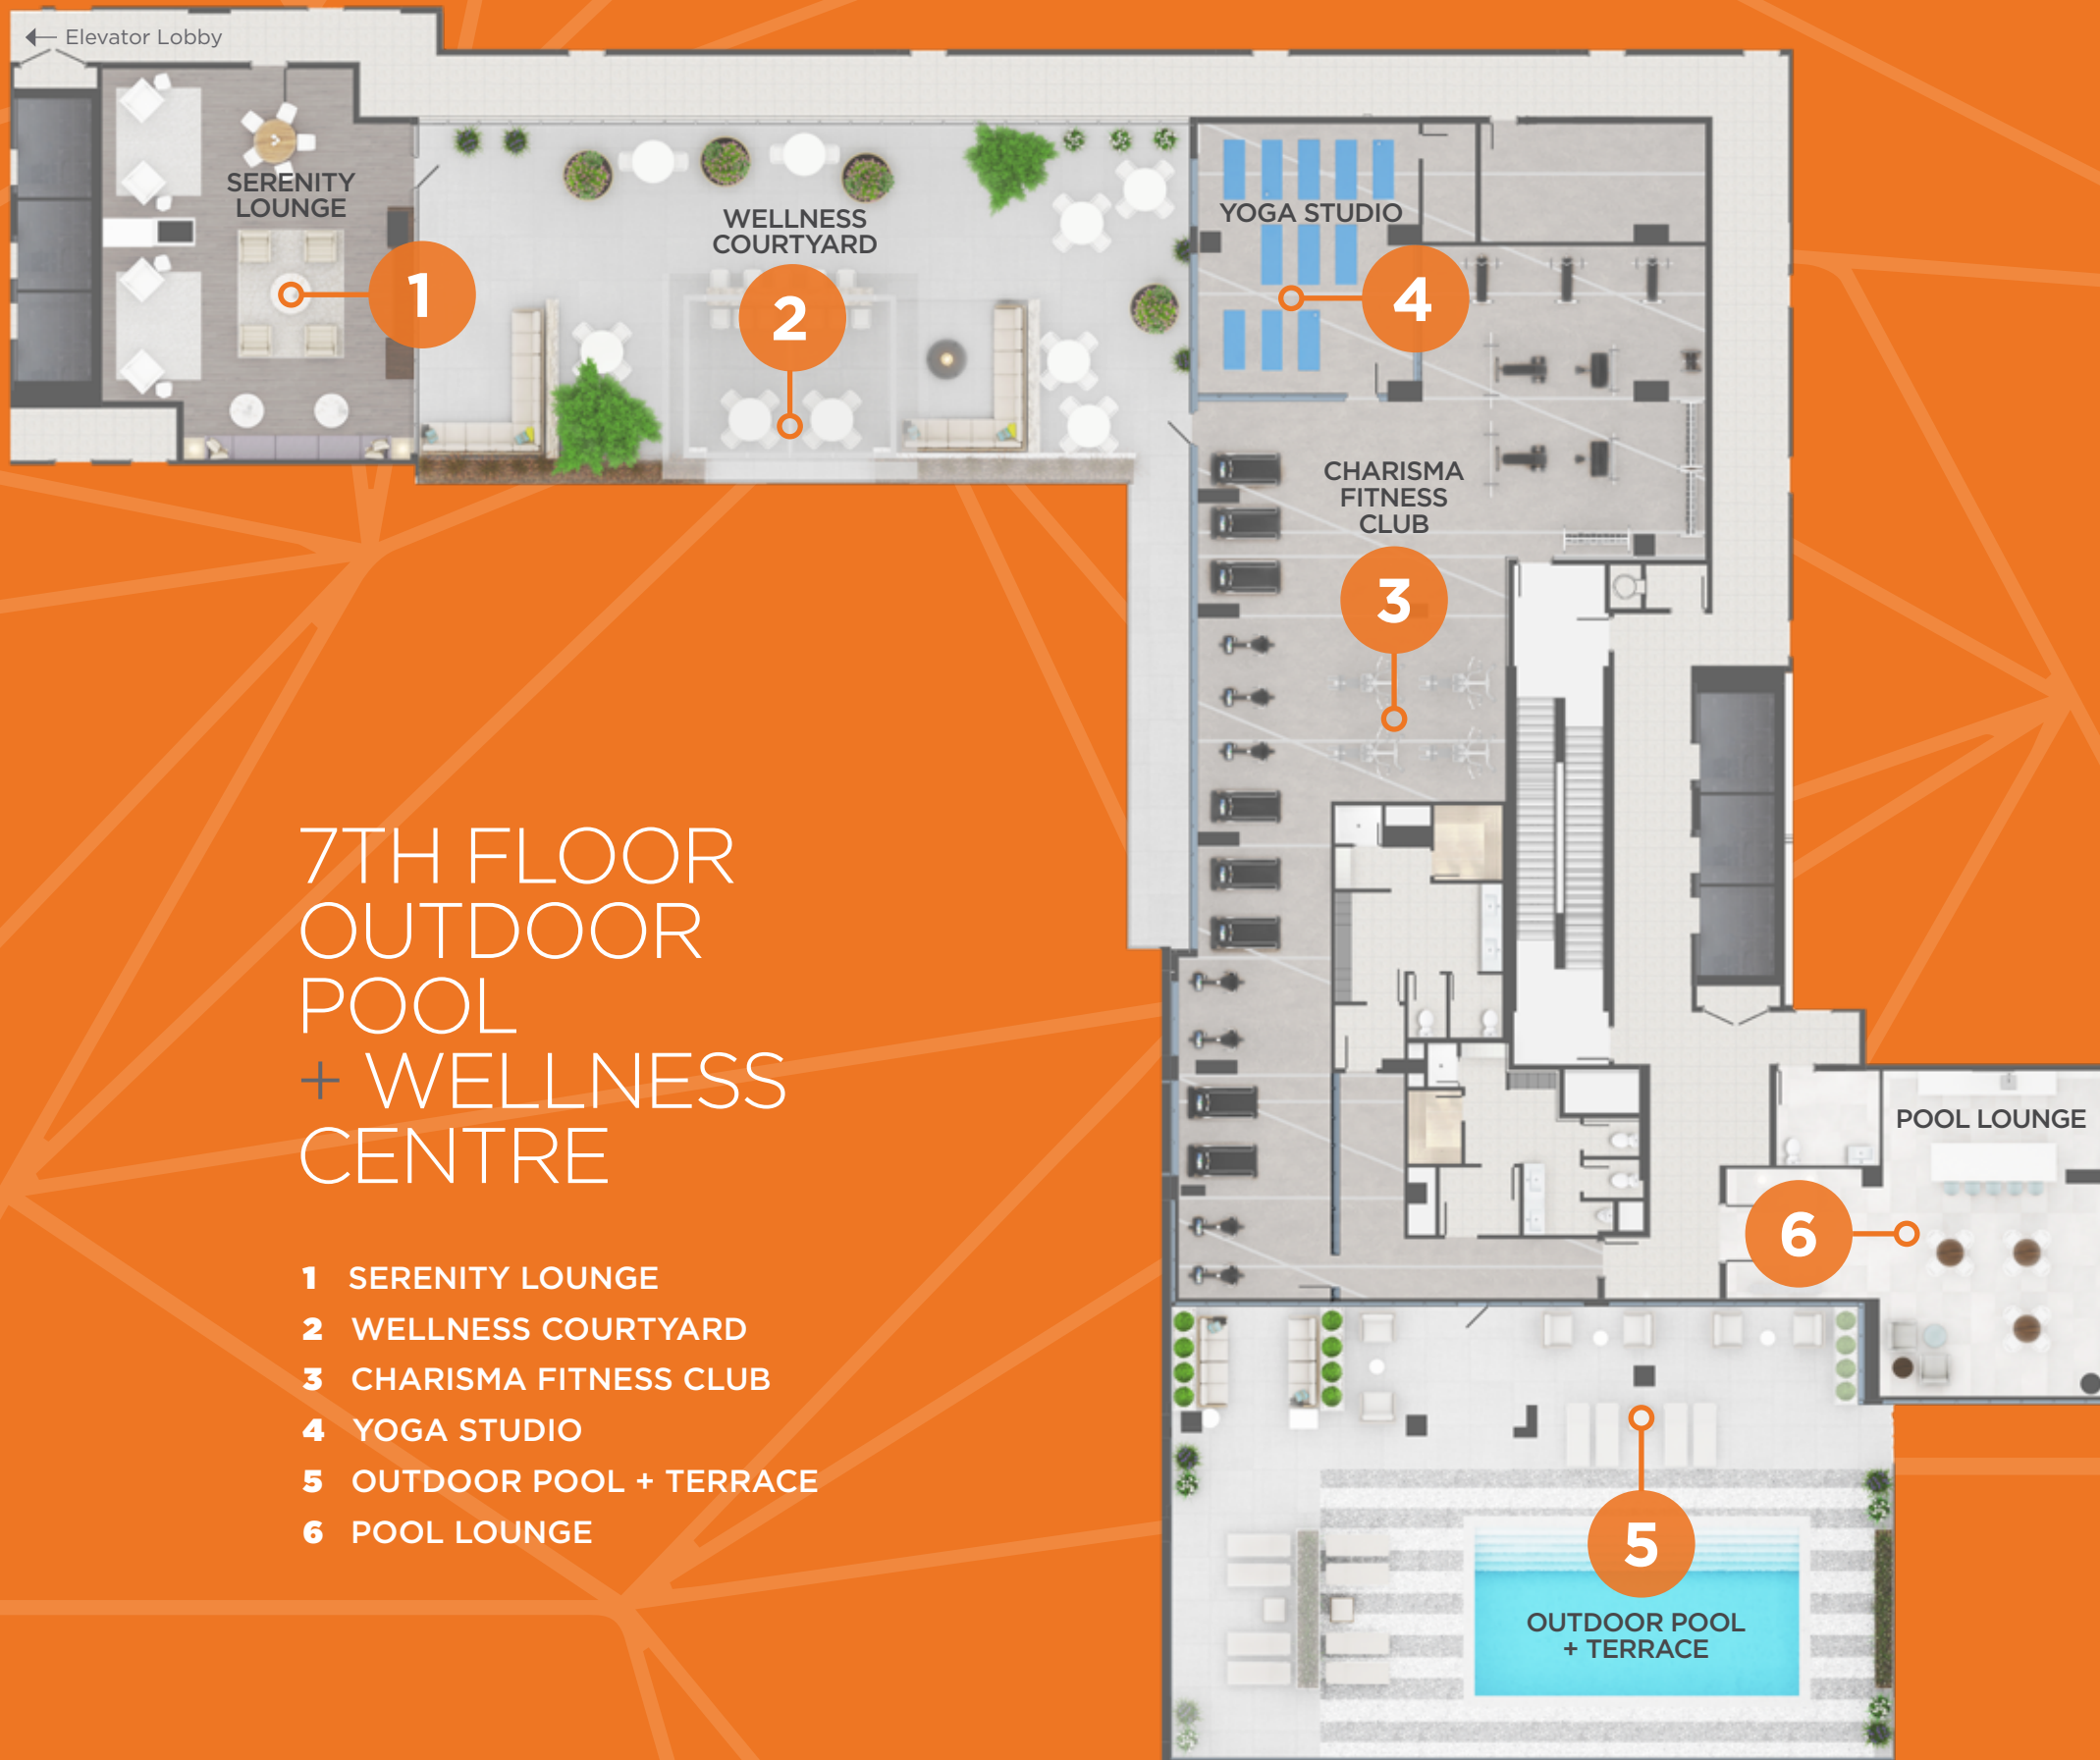 Elevator Lobby
SERENITY
LOUNGE
1
WELLNESS
COURTYARD
2
YOGA STUDIO
4
CHARISMA
FITNESS
CLUB
3
7TH FLOOR
OUTDOOR
POOL
+ WELLNESS
CENTRE
1 SERENITY LOUNGE
2 WELLNESS COURTYARD
3 CHARISMA FITNESS CLUB
4 YOGA STUDIO
5 OUTDOOR POOL + TERRACE
6 POOL LOUNGE
POOL LOUNGE
6
5
OUTDOOR POOL
+ TERRACE